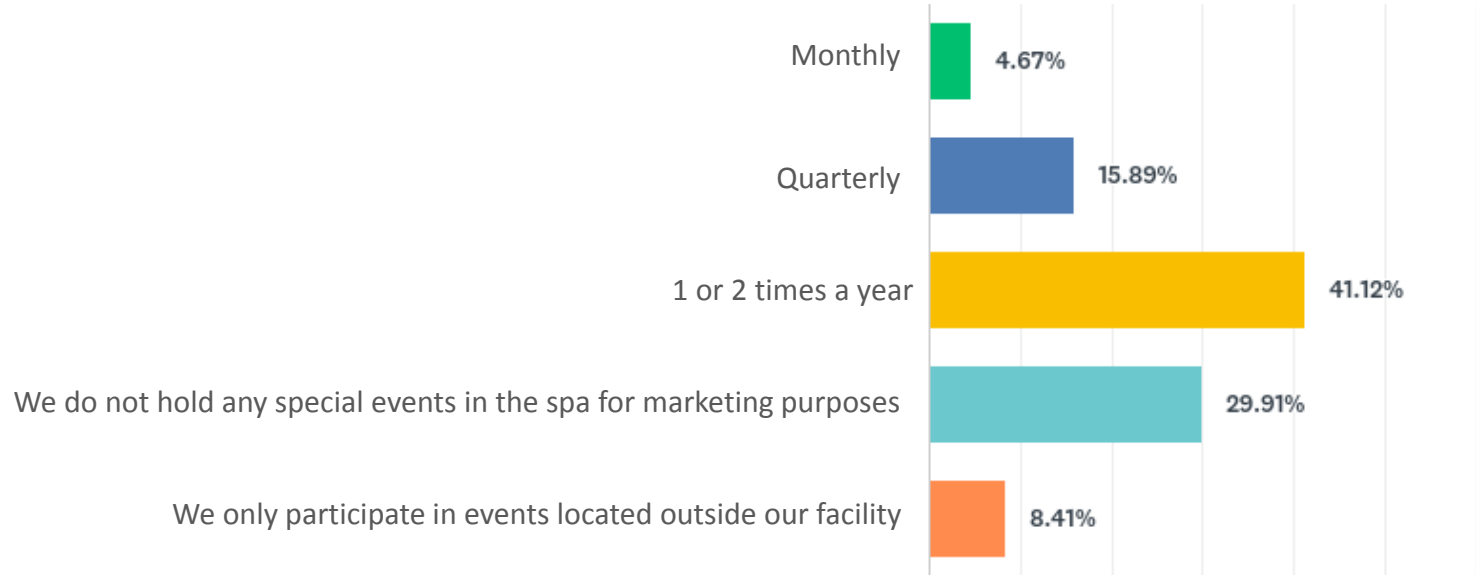 Monthly 4.67%
Quarterly 15.89%
1 or 2 times a year 41.12%
We do not hold any special events in the spa for marketing purposes 29.91%
We only participate in events located outside our facility 8.41%